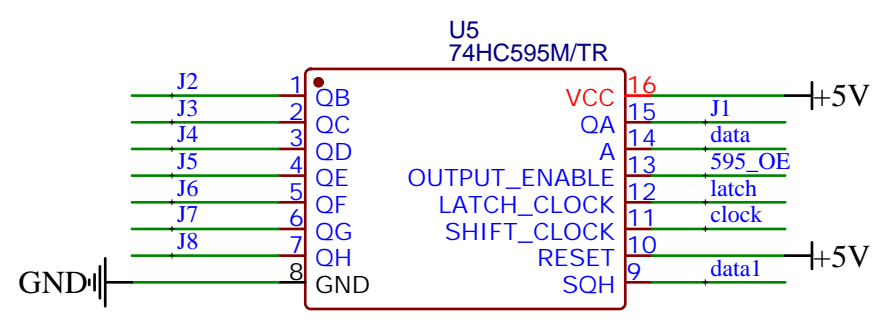 U5
74HC595M/TR
J2 1 QB VCC 16 +5V
J3 2 QC QA 15 J1
J4 3 QD A 14 data
J5 4 QE OUTPUT_ENABLE 13 595_OE
J6 5 QF LATCH_CLOCK 12 latch
J7 6 QG SHIFT_CLOCK 11 clock
J8 7 QH RESET 10 +5V
GND 8 GND SQH 9 data1